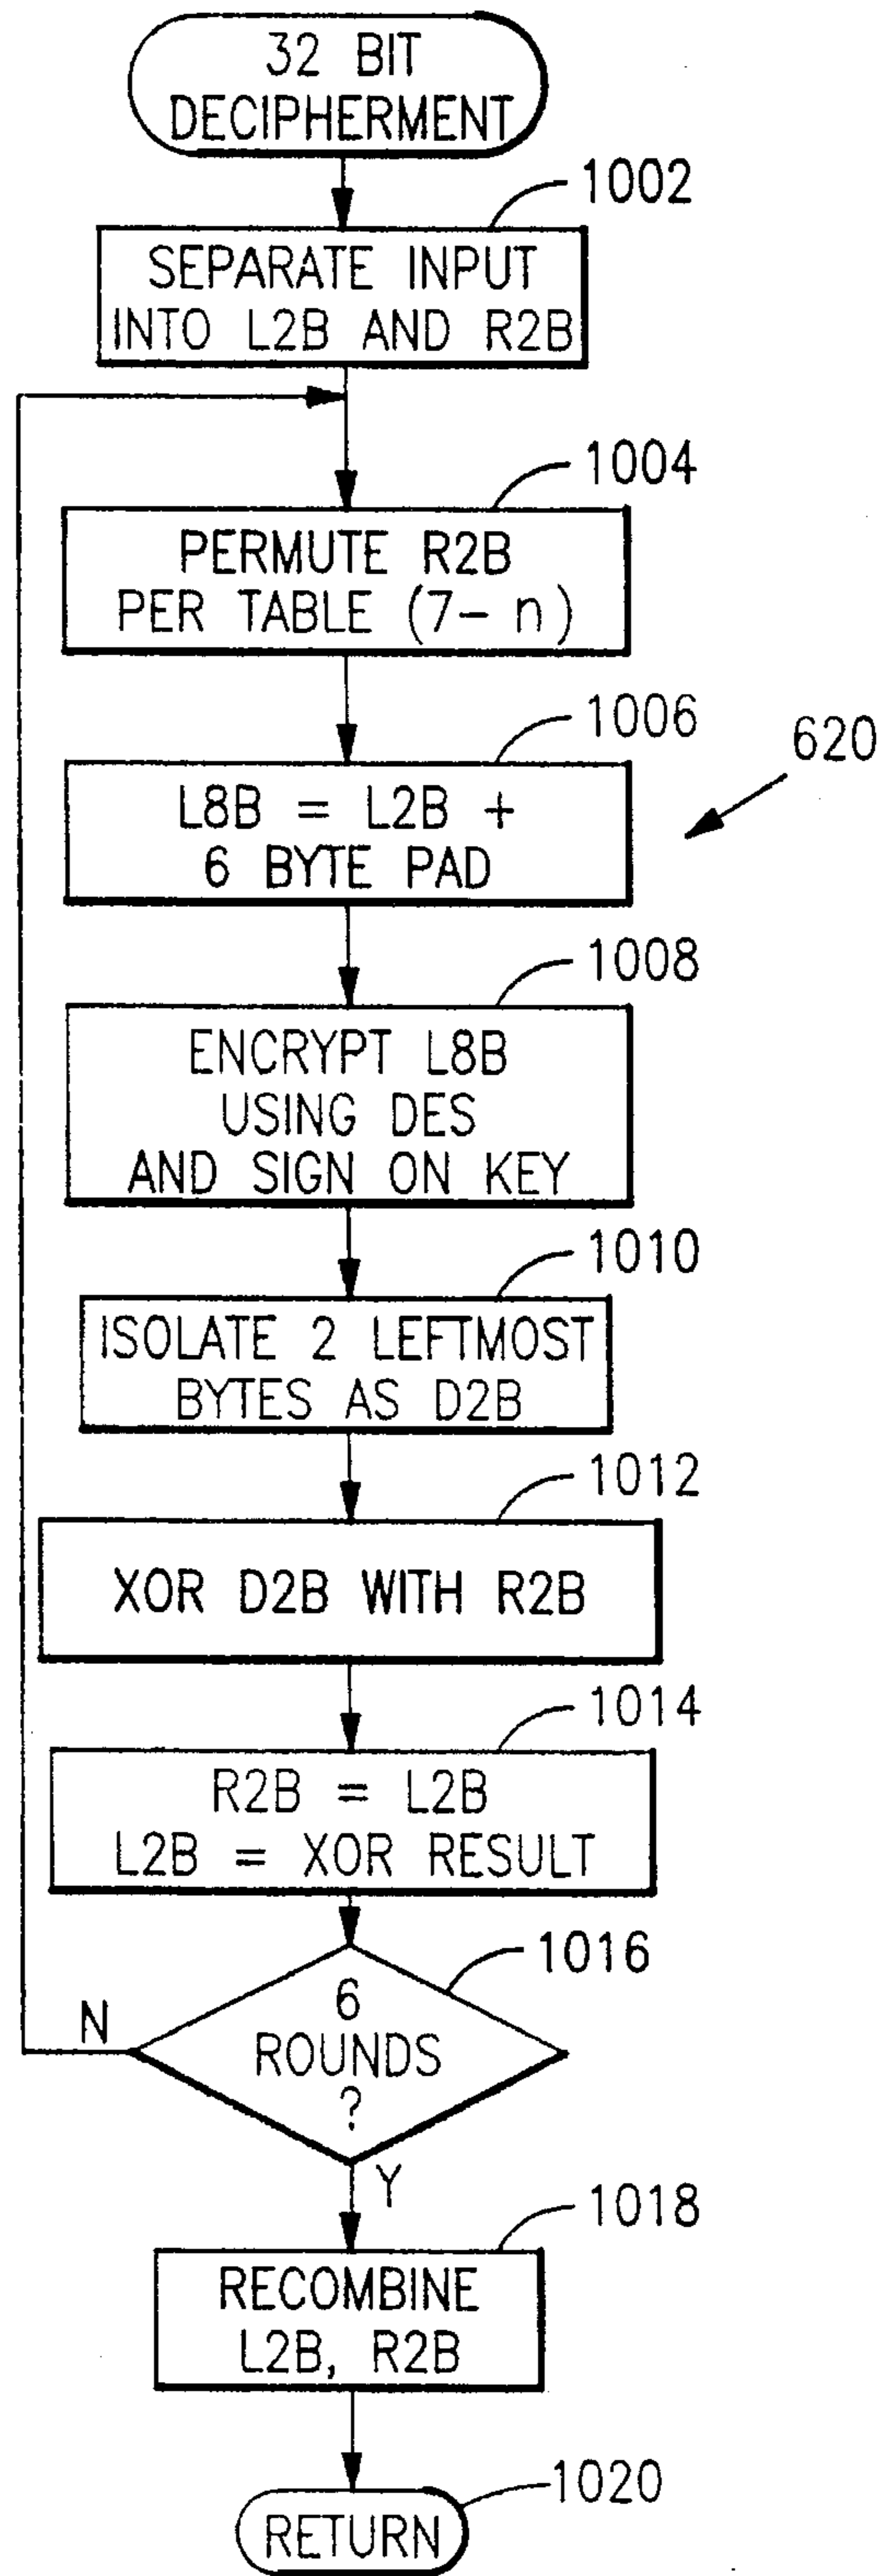 32 BIT
DECIPHERMENT
1002
SEPARATE INPUT
INTO L2B AND R2B
1004
PERMUTE R2B
PER TABLE (7- n)
1006
620
L8B = L2B +
6 BYTE PAD
1008
ENCRYPT L8B
USING DES
AND SIGN ON KEY
1010
ISOLATE 2 LEFTMOST
BYTES AS D2B
1012
XOR D2B WITH R2B
1014
R2B = L2B
L2B = XOR RESULT
1016
6
ROUNDS
?
N
Y
1018
RECOMBINE
L2B, R2B
1020
RETURN